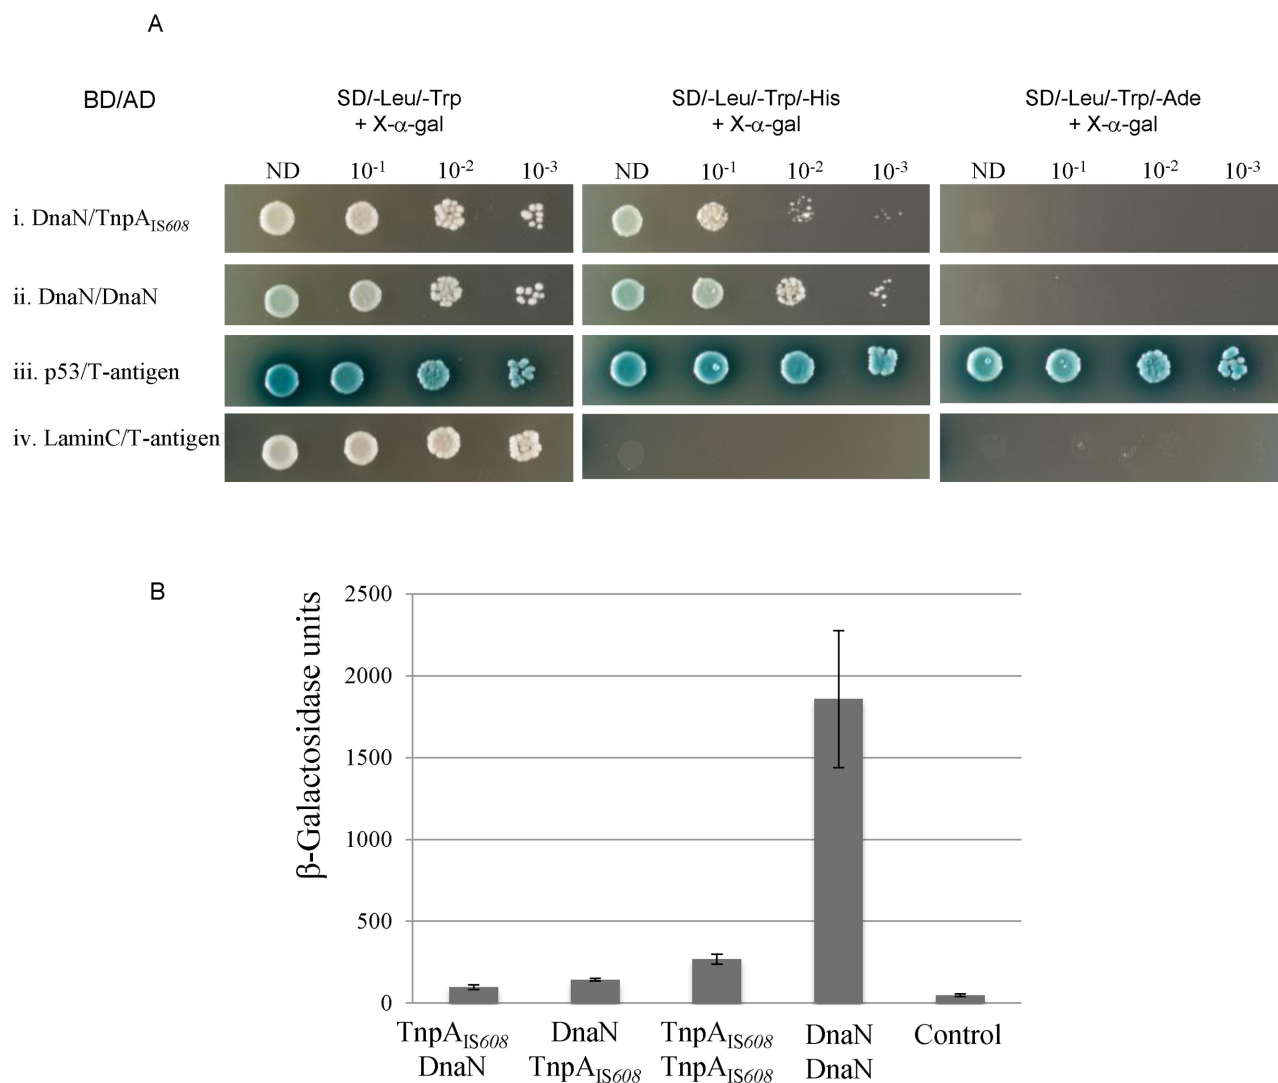 A
BD/AD
SD/-Leu/-Trp
+ X-α-gal
SD/-Leu/-Trp/-His
+ X-α-gal
SD/-Leu/-Trp/-Ade
+ X-α-gal
ND 10-1 10-2 10-3 ND 10-1 10-2 10-3 ND 10-1 10-2 10-3
i. DnaN/TnpAIS608
ii. DnaN/DnaN
iii. p53/T-antigen
iv. LaminC/T-antigen
B
β-Galactosidase units
2500
2000
1500
1000
500
0
TnpAIS608
DnaN
DnaN
TnpAIS608
TnpAIS608
TnpAIS608
DnaN
DnaN
Control